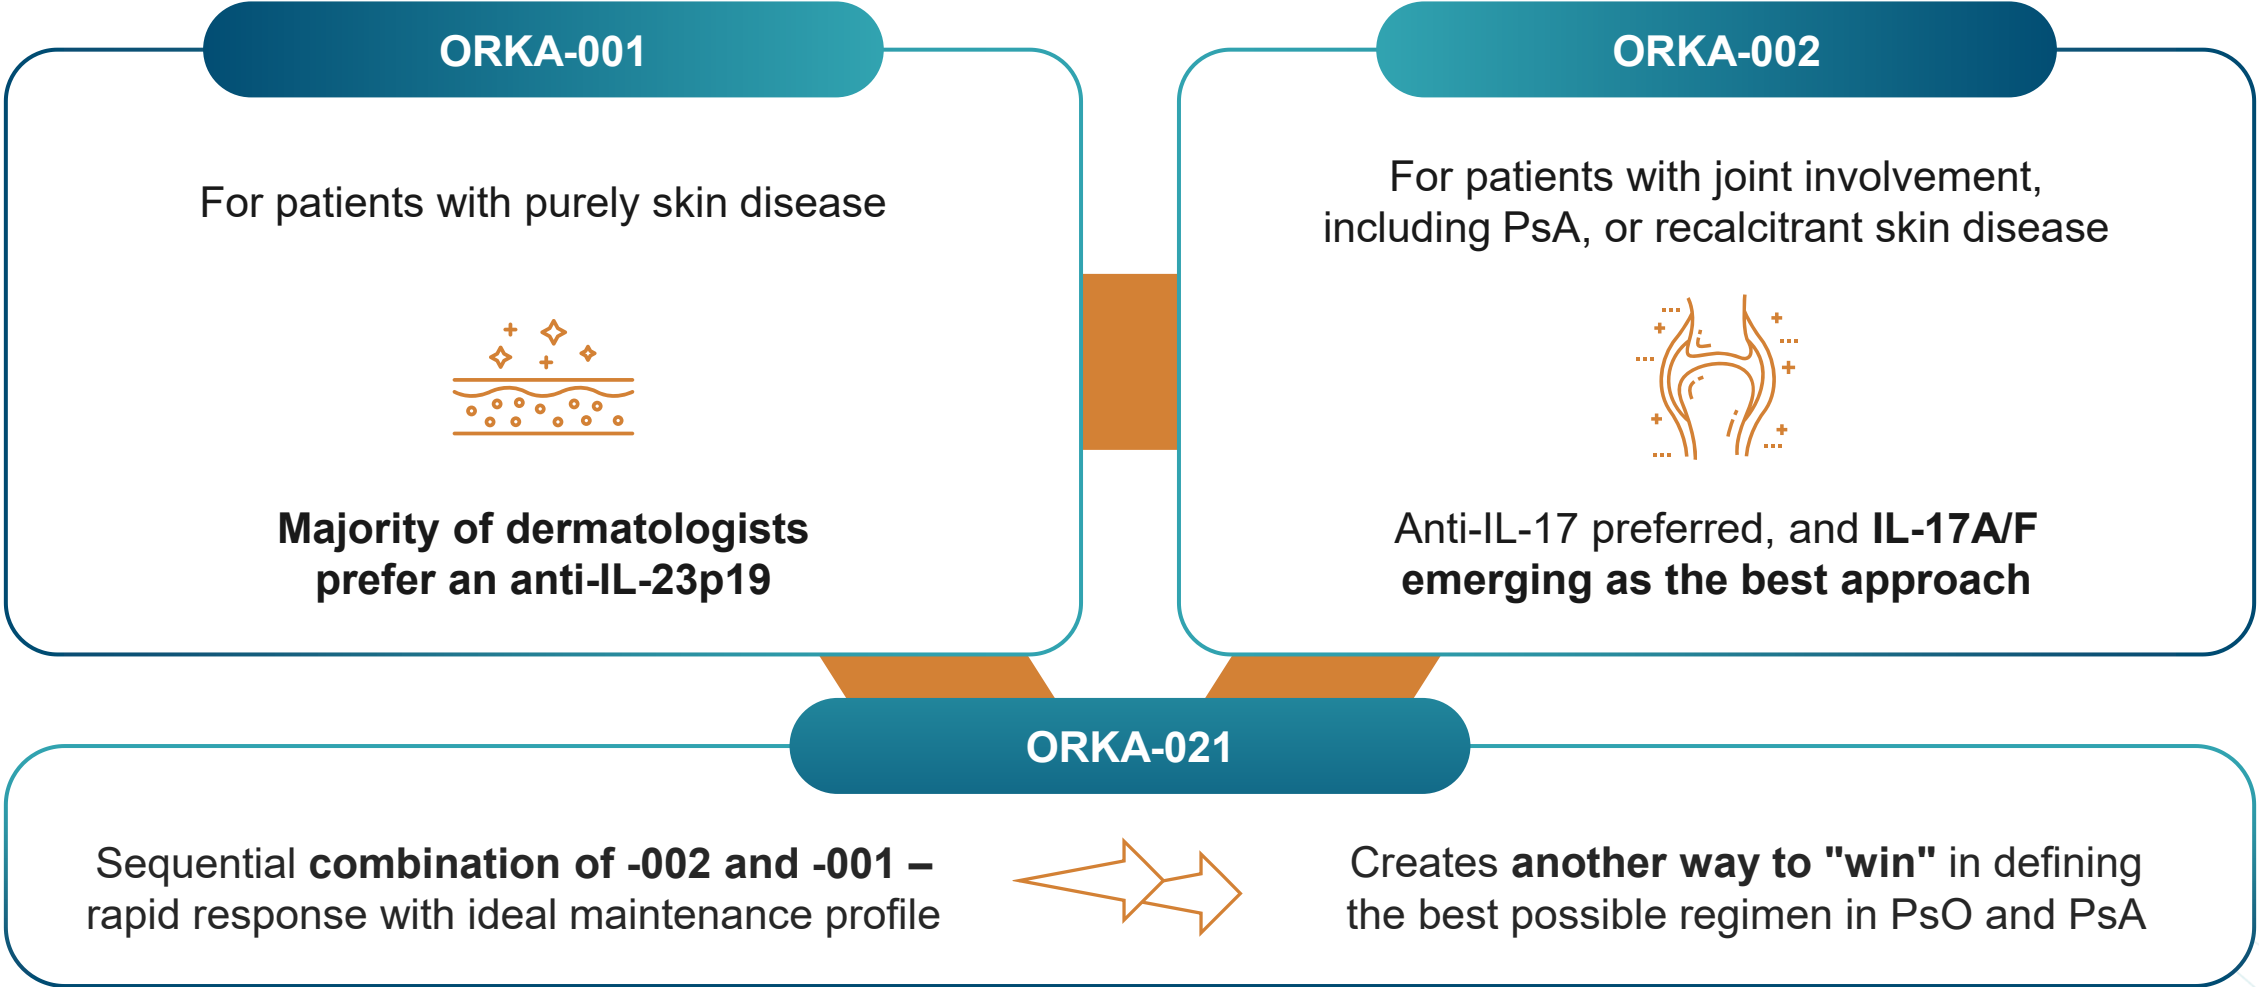 ORKA-001
For patients with purely skin disease
Majority of dermatologists
prefer an anti-IL-23p19
ORKA-002
For patients with joint involvement,
including PsA, or recalcitrant skin disease
Anti-IL-17 preferred, and IL-17A/F
emerging as the best approach
ORKA-021
Sequential combination of -002 and -001 –
rapid response with ideal maintenance profile
Creates another way to "win" in defining
the best possible regimen in PsO and PsA